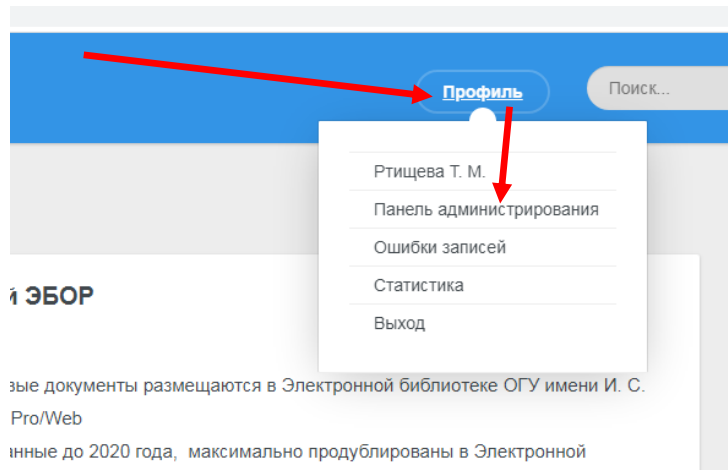 Профиль
Поиск...
Ртищева Т. М.
Панель администрирования
Ошибки записей
Статистика
Выход
й ЭБОР
вые документы размещаются в Электронной библиотеке ОГУ имени И. С.
Pro/Web
анные до 2020 года, максимально продублированы в Электронной